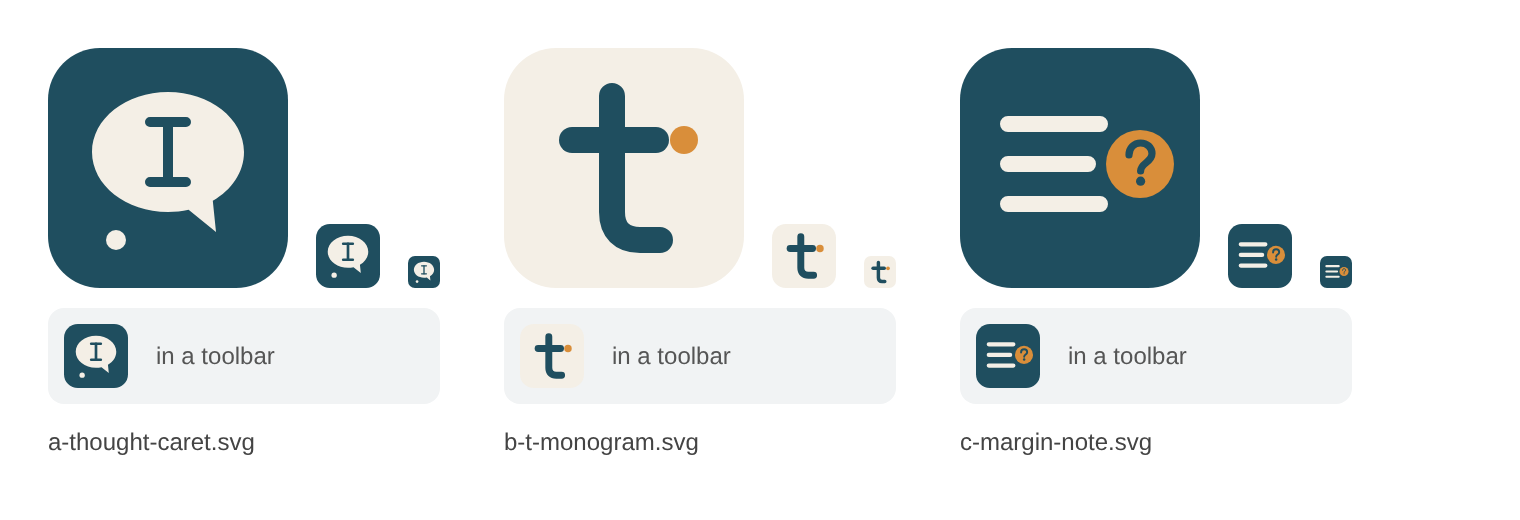 I
t
?
in a toolbar
in a toolbar
in a toolbar
a-thought-caret.svg
b-t-monogram.svg
c-margin-note.svg